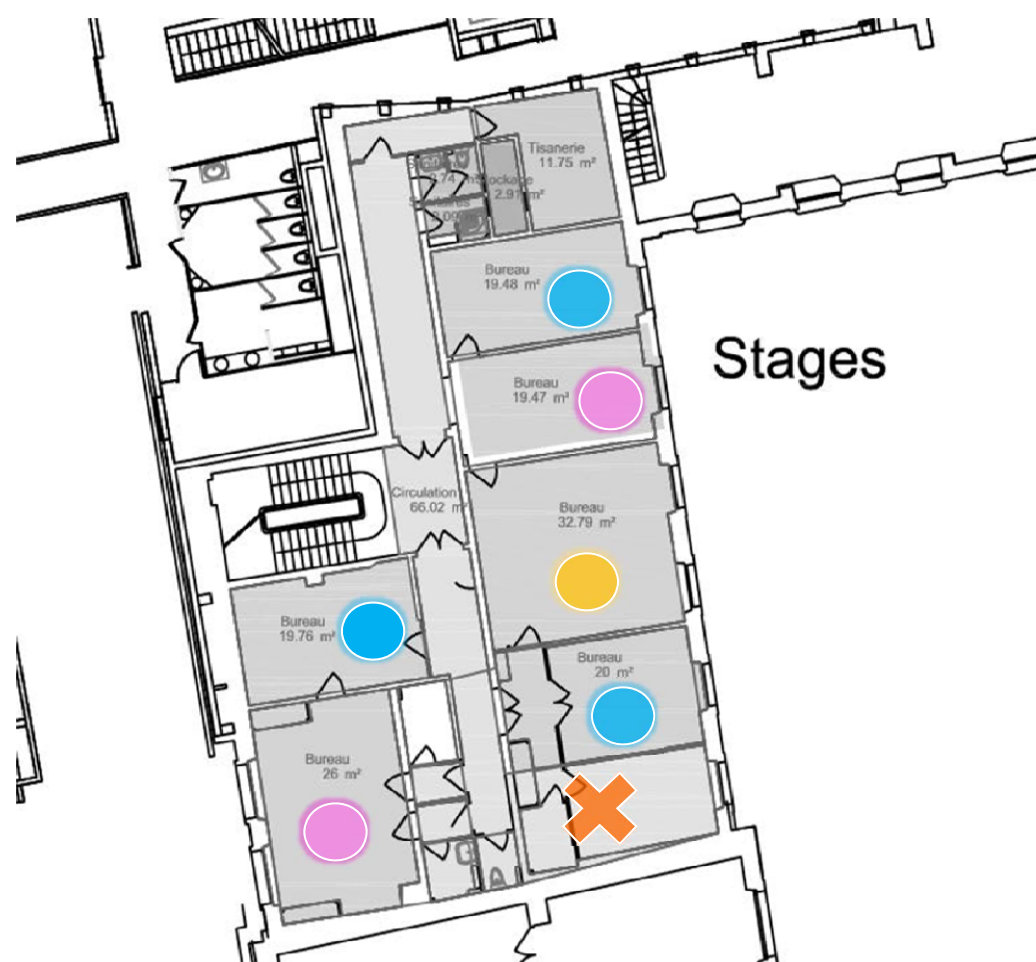 Tisanerie
11.75 m²
Stockage
2.91 m²
Bureau
19.48 m²
Bureau
19.47 m²
Stages
Circulation
66.02 m²
Bureau
32.79 m²
Bureau
19.76 m²
Bureau
20 m²
Bureau
26 m²